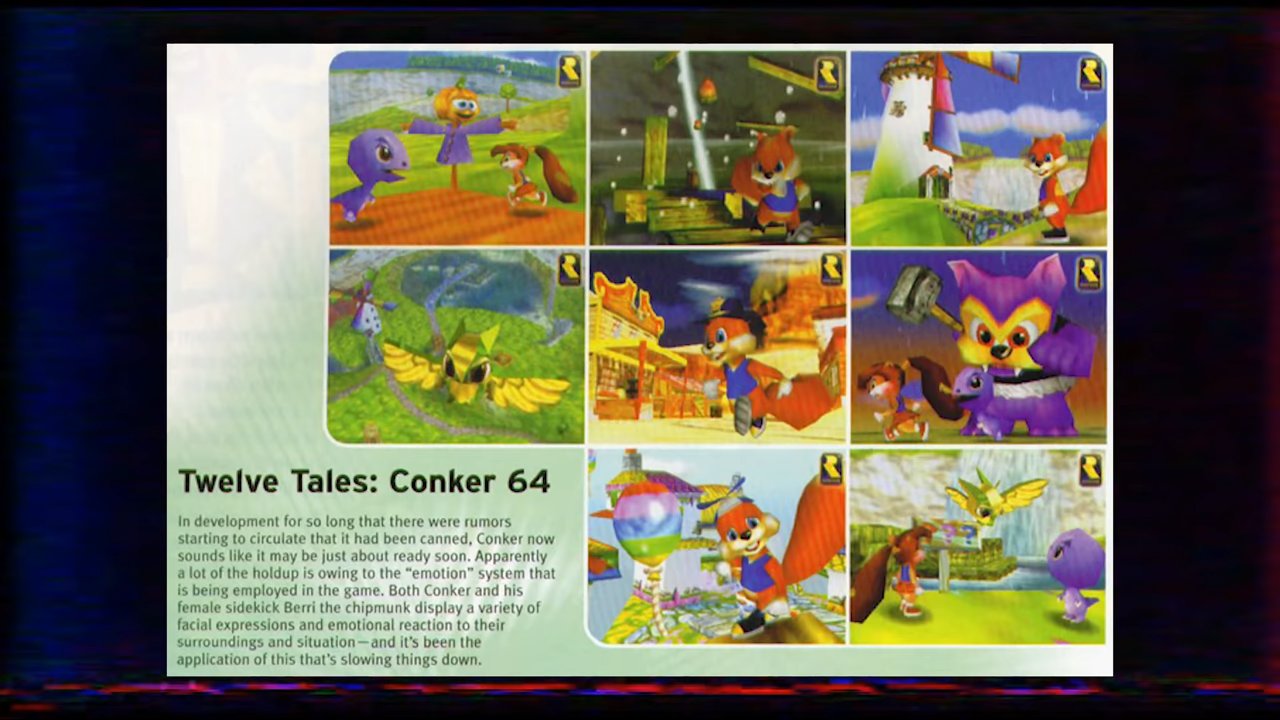 Twelve Tales: Conker 64
In development for so long that there were rumors
starting to circulate that it had been canned, Conker now
sounds like it may be just about ready soon. Apparently
a lot of the holdup is owing to the “emotion” system that
is being employed in the game. Both Conker and his
female sidekick Berri the chipmunk display a variety of
facial expressions and emotional reaction to their
surroundings and situation—and it’s been the
application of this that’s slowing things down.